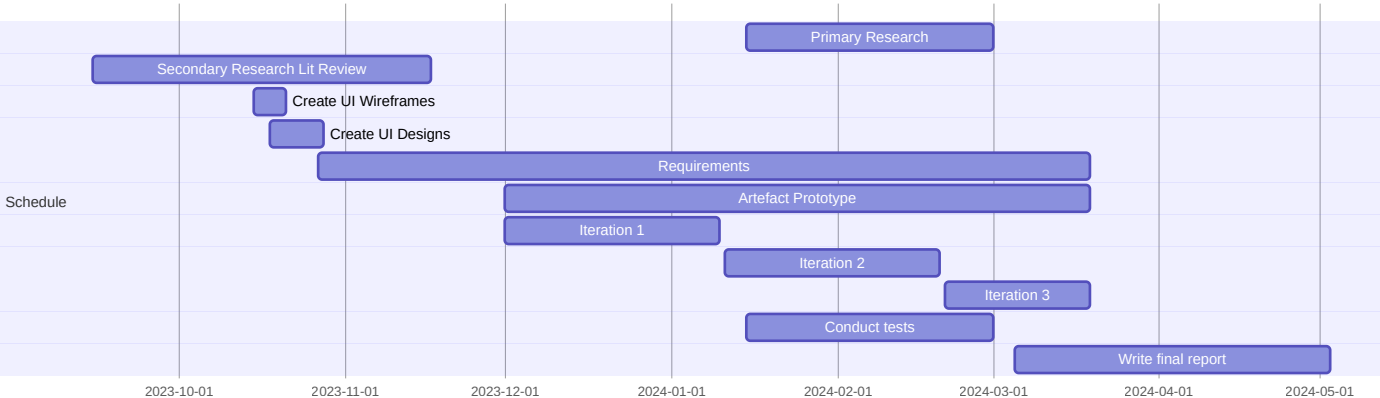 Primary Research
Secondary Research Lit Review
Create UI Wireframes
Create UI Designs
Requirements
Schedule
Artefact Prototype
Iteration 1
Iteration 2
Iteration 3
Conduct tests
Write final report
2023-10-01 2023-11-01 2023-12-01 2024-01-01 2024-02-01 2024-03-01 2024-04-01 2024-05-01